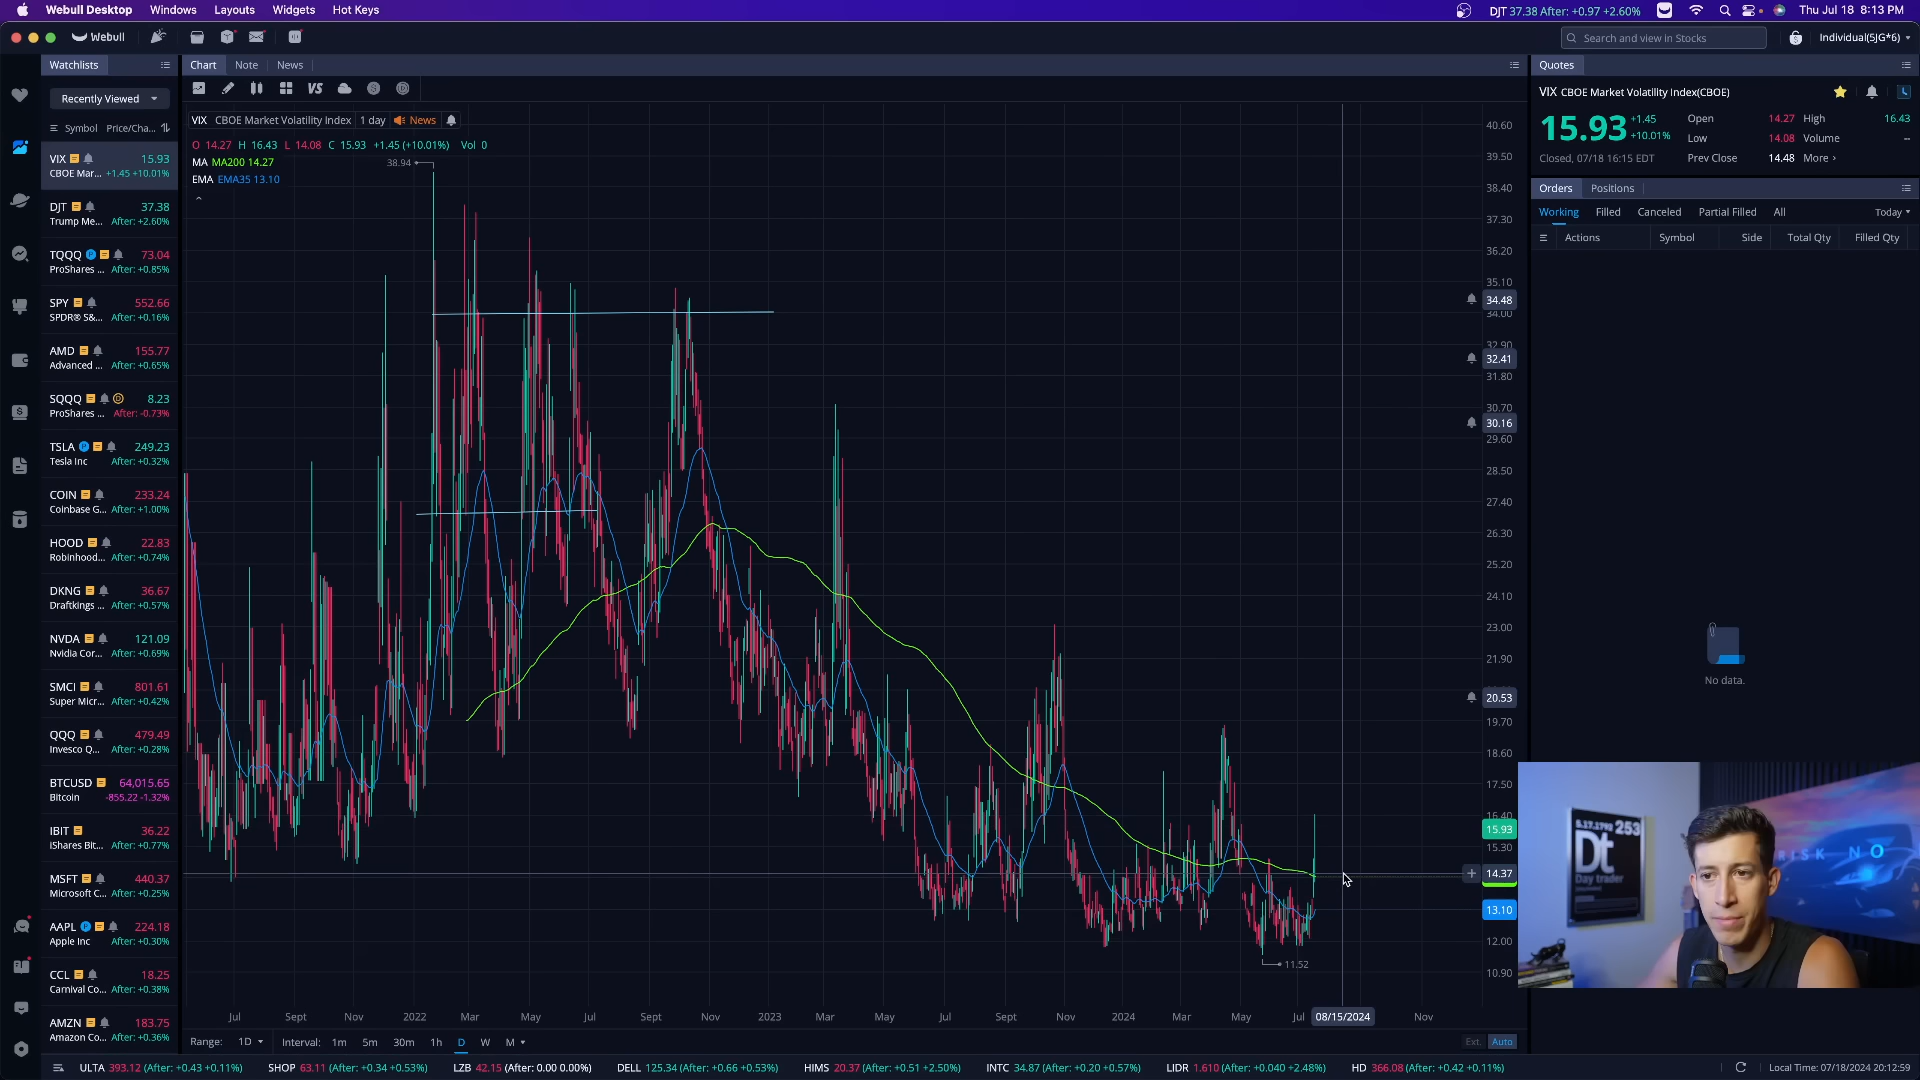 Webull Desktop Windows Layouts Widgets Hot Keys
DJT 37.38 After: +0.97 +2.60%
Thu Jul 18 8:13 PM
Webull
Search and view in Stocks
Individual(5JG*6)
Watchlists
Recently Viewed
Symbol Price/Cha...
VIX 15.93
CBOE Mar... +1.45 +10.01%
DJT 37.38
Trump Me... After: +2.60%
TQQQ 73.04
ProShares ... After: +0.85%
SPY 552.66
SPDR® S&... After: +0.16%
AMD 155.77
Advanced ... After: +0.65%
SQQQ 8.23
ProShares ... After: -0.73%
TSLA 249.23
Tesla Inc After: +0.32%
COIN 233.24
Coinbase G... After: +1.00%
HOOD 22.83
Robinhood... After: +0.74%
DKNG 36.67
Draftkings ... After: +0.57%
NVDA 121.09
Nvidia Cor... After: +0.69%
SMCI 801.61
Super Micr... After: +0.42%
QQQ 479.49
Invesco Q... After: +0.28%
BTCUSD 64,015.65
Bitcoin -855.22 -1.32%
IBIT 36.22
IShares Bit... After: +0.77%
MSFT 440.37
Microsoft C... After: +0.25%
AAPL 224.18
Apple Inc After: +0.30%
CCL 18.25
Carnival Co... After: +0.38%
AMZN 183.75
Amazon Co... After: +0.36%
Chart Note News
VS
VIX CBOE Market Volatility Index 1 day News
O 14.27 H 16.43 L 14.08 C 15.93 +1.45 (+10.01%) Vol 0
MA MA200 14.27
EMA EMA35 13.10
38.94
11.52
40.60
39.50
38.40
37.30
36.20
35.10
34.48
34.00
32.90
32.41
31.80
30.70
30.16
29.60
28.50
27.40
26.30
25.20
24.10
23.00
21.90
20.53
19.70
18.60
17.50
16.40
15.93
15.30
14.37
13.10
12.00
10.90
Jul Sept Nov 2022 Mar May Jul Sept Nov 2023 Mar May Jul Sept Nov 2024 Mar May Jul 08/15/2024 Nov
Range: 1D Interval: 1m 5m 30m 1h D W M
Ext. Auto
Quotes
VIX CBOE Market Volatility Index(CBOE)
15.93 +1.45
+10.01%
Closed, 07/18 16:15 EDT
Open 14.27 High 16.43
Low 14.08 Volume --
Prev Close 14.48 More
Orders Positions
Working Filled Canceled Partial Filled All Today
Actions Symbol Side Total Qty Filled Qty
No data.
5.17.1792 253
Dt
Day trader
RISK NO
ULTA 393.12 (After: +0.43 +0.11%) SHOP 63.11 (After: +0.34 +0.53%) LZB 42.15 (After: 0.00 0.00%) DELL 125.34 (After: +0.66 +0.53%) HIMS 20.37 (After: +0.51 +2.50%) INTC 34.87 (After: +0.20 +0.57%) LIDR 1.610 (After: +0.040 +2.48%) HD 366.08 (After: +0.42 +0.11%)
Local Time: 07/18/2024 20:12:59